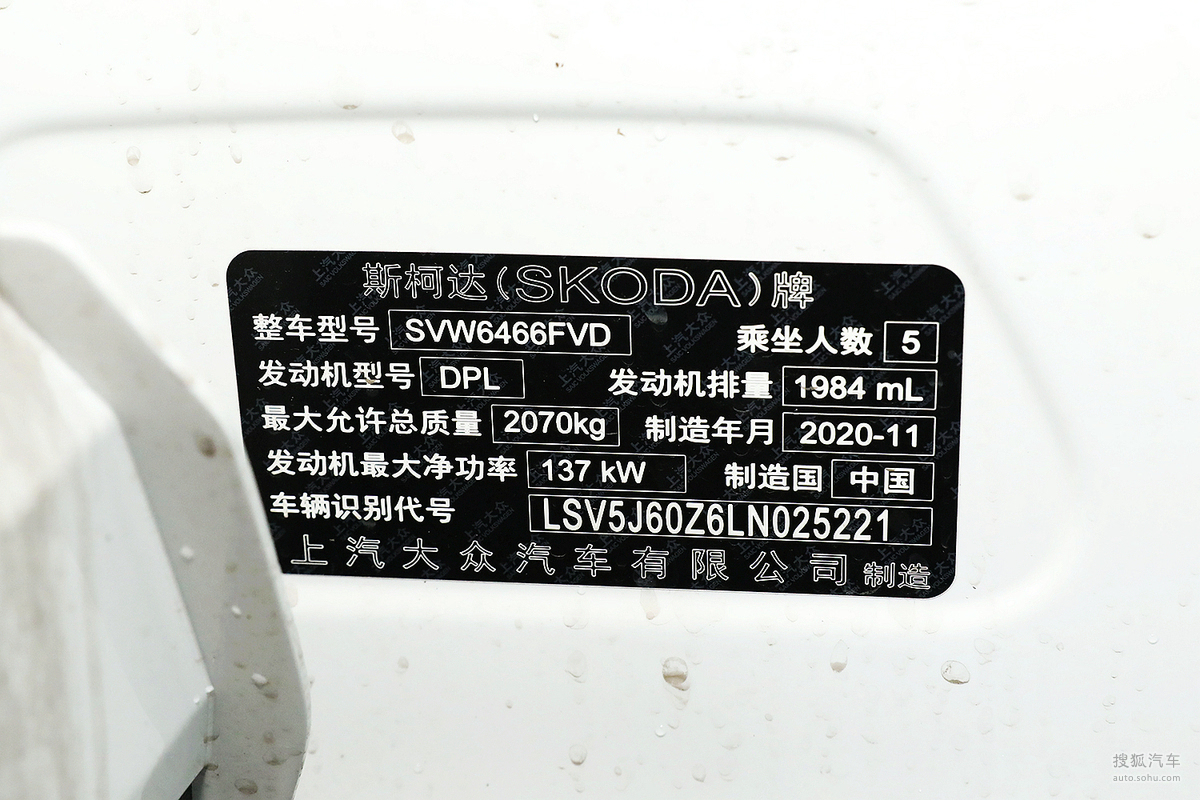 斯柯达(SKODA)牌
整车型号 SVW6466FVD 乘坐人数 5
发动机型号 DPL 发动机排量 1984 mL
最大允许总质量 2070kg 制造年月 2020-11
发动机最大净功率 137 kW 制造国 中国
车辆识别代号 LSV5J60Z6LN025221
上汽大众汽车有限公司 制造
搜狐汽车
auto.sohu.com